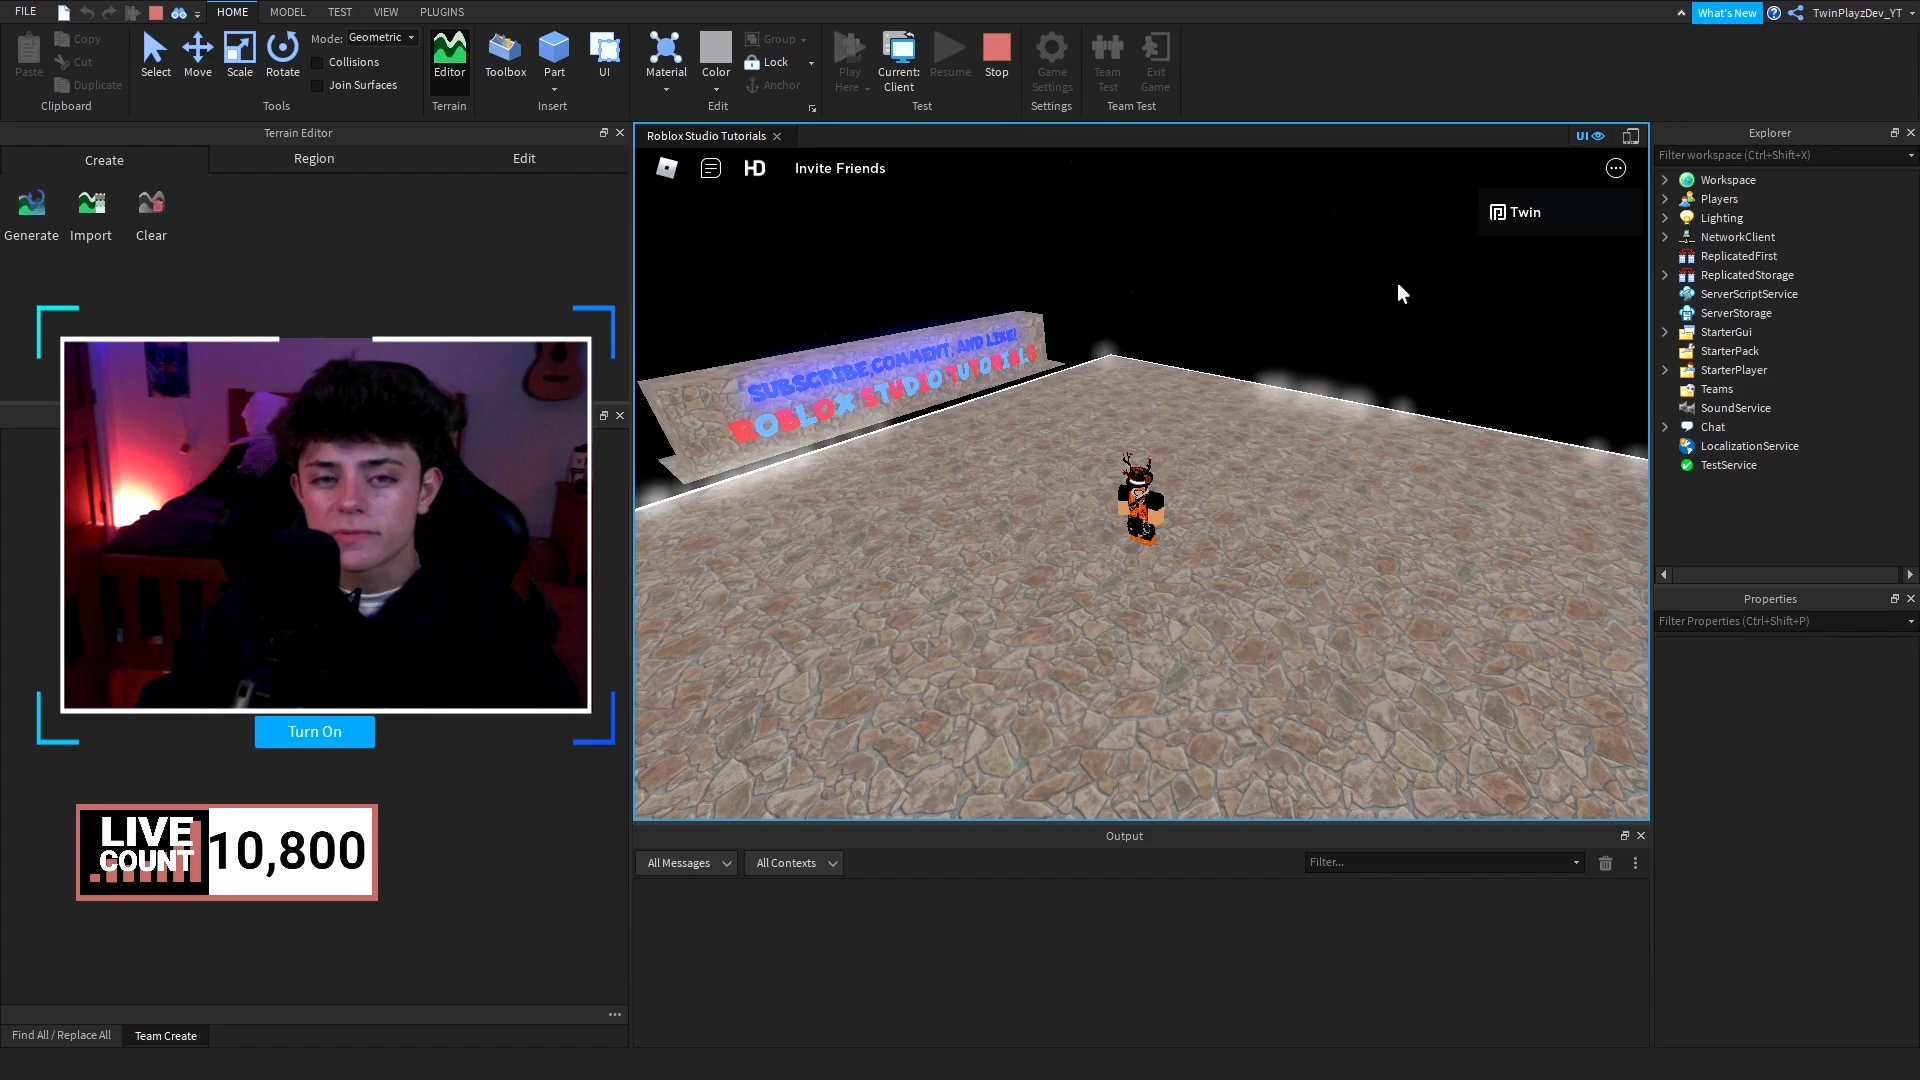 FILE
HOME
MODEL
TEST
VIEW
PLUGINS
What's New
TwinPlayzDev_YT
Paste
Copy
Cut
Duplicate
Clipboard
Select
Move
Scale
Rotate
Mode: Geometric
Collisions
Join Surfaces
Tools
Editor
Terrain
Toolbox
Part
UI
Insert
Material
Color
Group
Lock
Anchor
Edit
Play
Here
Current:
Client
Resume
Stop
Test
Game
Settings
Settings
Team
Test
Exit
Game
Team Test
Terrain Editor
Create
Region
Edit
Generate
Import
Clear
Turn On
LIVE
COUNT
10,800
Find All / Replace All
Team Create
Roblox Studio Tutorials
UI
HD
Invite Friends
Twin
SUBSCRIBE,COMMENT, AND LIKE!
ROBLOX STUDIO TUTORIALS
Output
All Messages
All Contexts
Filter...
Explorer
Filter workspace (Ctrl+Shift+X)
Workspace
Players
Lighting
NetworkClient
ReplicatedFirst
ReplicatedStorage
ServerScriptService
ServerStorage
StarterGui
StarterPack
StarterPlayer
Teams
SoundService
Chat
LocalizationService
TestService
Properties
Filter Properties (Ctrl+Shift+P)